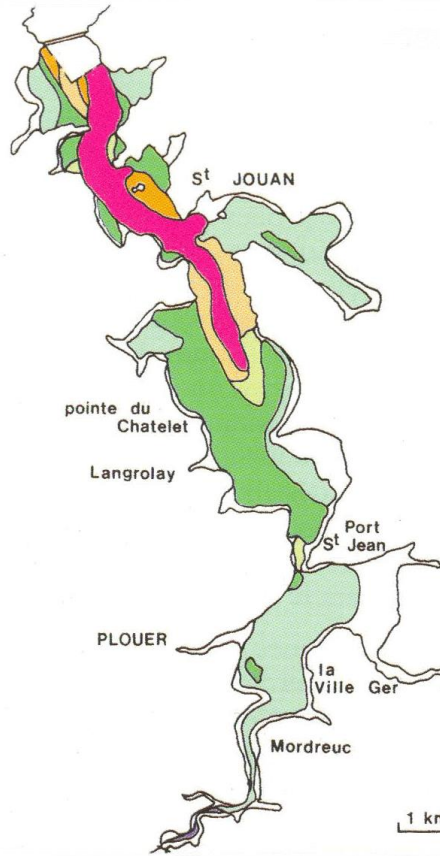 St JOUAN
pointe du
Chatelet
Langrolay
Port
St Jean
PLOUER
la
Ville Ger
Mordreuc
1 km